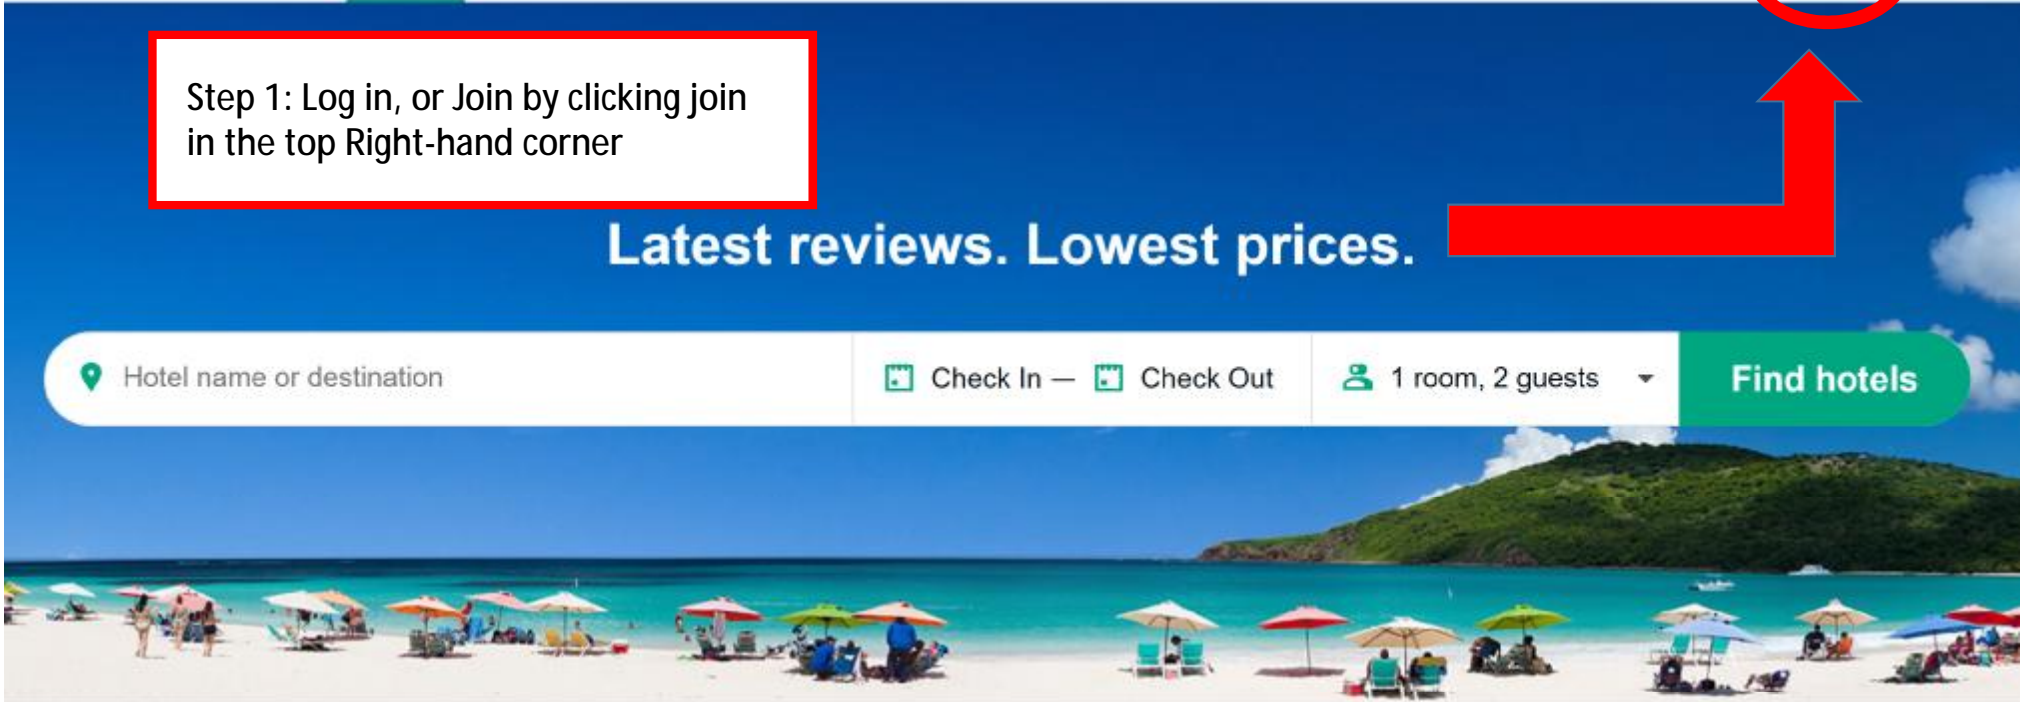 Step 1: Log in, or Join by clicking join
in the top Right-hand corner
Latest reviews. Lowest prices.
Hotel name or destination
Check In — Check Out
1 room, 2 guests
Find hotels